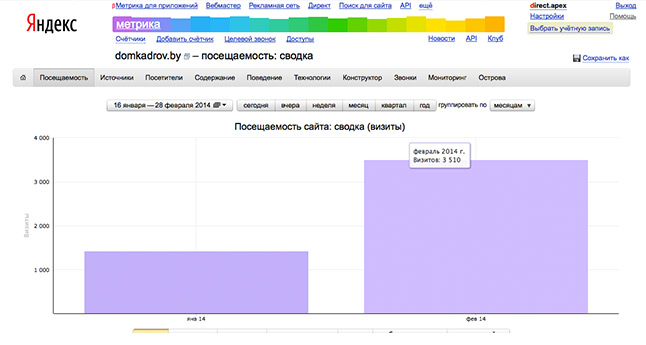 Яндекс
β Метрика для приложений Вебмастер Рекламная сеть Директ Поиск для сайта API ещё
метрика
Счётчики Добавить счётчик Целевой звонок Доступы
Новости API Клуб
direct.apex Выход
Настройки Помощь
Выбрать учётную запись
domkadrov.by – посещаемость: сводка
Сохранить как
Посещаемость Источники Посетители Содержание Поведение Технологии Конструктор Звонки Мониторинг Острова
16 января — 28 февраля 2014 сегодня вчера неделя месяц квартал год группировать по месяцам
Посещаемость сайта: сводка (визиты)
4 000
февраль 2014 г.
Визитов: 3 510
3 000
Визиты
2 000
1 000
янв 14 фев 14